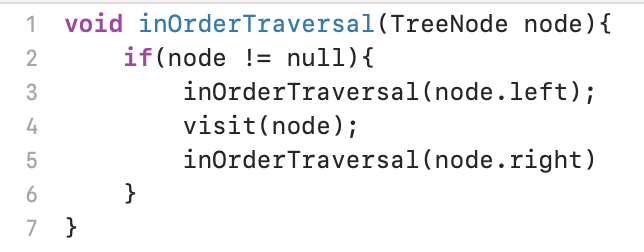 1 void inOrderTraversal(TreeNode node){
2     if(node != null){
3         inOrderTraversal(node.left);
4         visit(node);
5         inOrderTraversal(node.right)
6     }
7 }